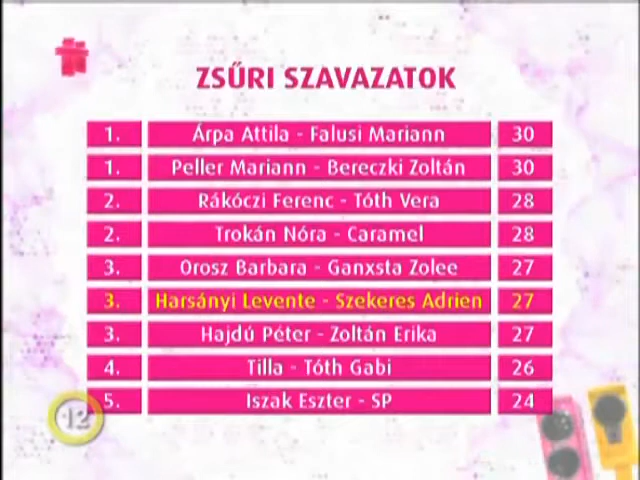 ZSŰRI SZAVAZATOK
1. Árpa Attila - Falusi Mariann 30
1. Peller Mariann - Bereczki Zoltán 30
2. Rákóczi Ferenc - Tóth Vera 28
2. Trokán Nóra - Caramel 28
3. Orosz Barbara - Ganxsta Zolee 27
3. Harsányi Levente - Szekeres Adrien 27
3. Hajdú Péter - Zoltán Erika 27
4. Tilla - Tóth Gabi 26
5. Iszak Eszter - SP 24
12